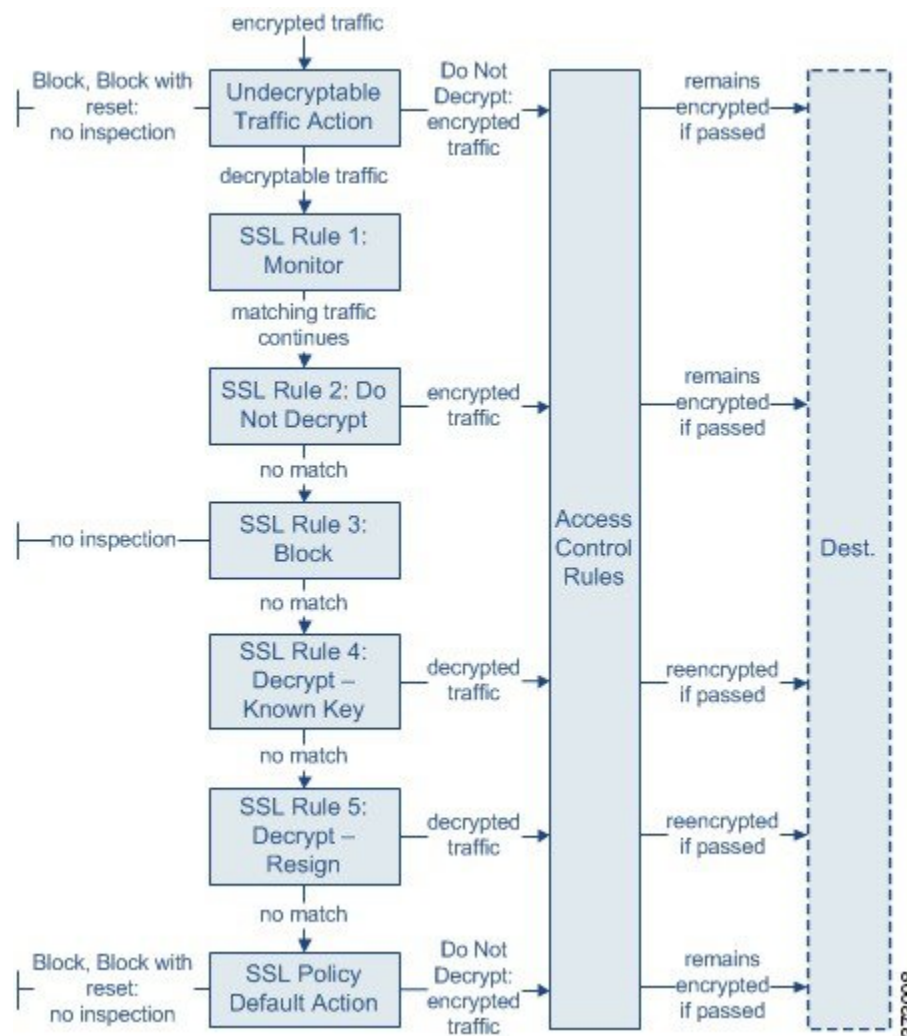 encrypted traffic
Block, Block with
reset:
no inspection
Undecryptable
Traffic Action
Do Not
Decrypt:
encrypted
traffic
remains
encrypted
if passed
decryptable traffic
SSL Rule 1:
Monitor
matching traffic
continues
SSL Rule 2: Do
Not Decrypt
encrypted
traffic
remains
encrypted
if passed
no match
no inspection
SSL Rule 3:
Block
Access
Control
Rules
Dest.
no match
SSL Rule 4:
Decrypt –
Known Key
decrypted
traffic
reencrypted
if passed
no match
SSL Rule 5:
Decrypt –
Resign
decrypted
traffic
reencrypted
if passed
no match
Block, Block with
reset:
no inspection
SSL Policy
Default Action
Do Not
Decrypt:
encrypted
traffic
remains
encrypted
if passed